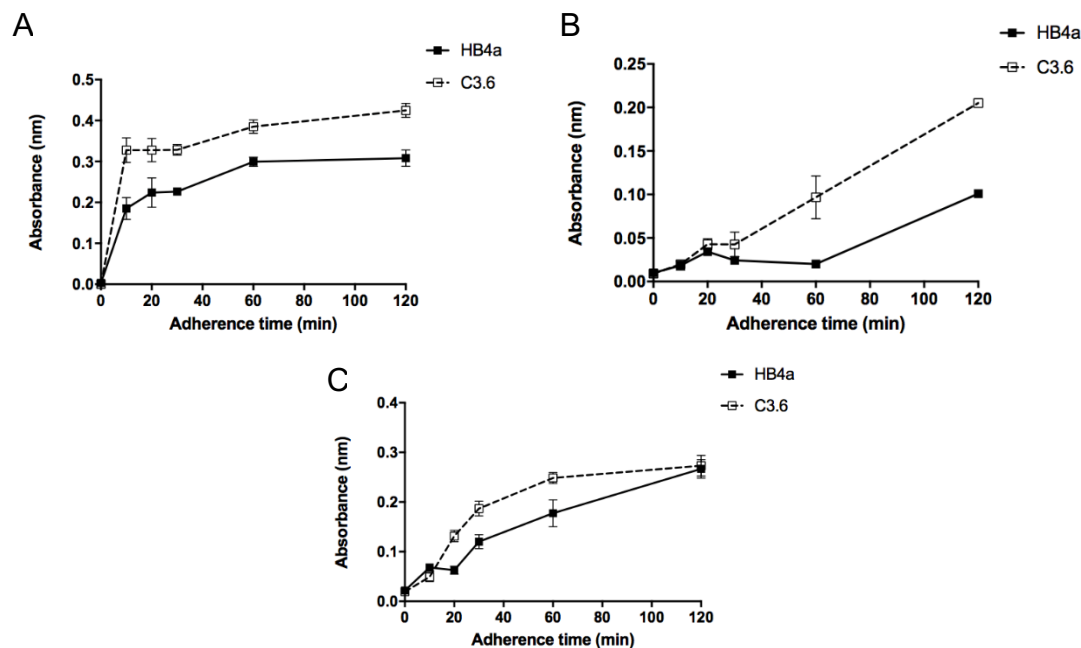 A
HB4a
C3.6
Absorbance (nm)
0.5
0.4
0.3
0.2
0.1
0.0
0 20 40 60 80 100 120
Adherence time (min)
B
HB4a
C3.6
Absorbance (nm)
0.25
0.20
0.15
0.10
0.05
0.00
0 20 40 60 80 100 120
Adherence time (min)
C
HB4a
C3.6
Absorbance (nm)
0.4
0.3
0.2
0.1
0.0
0 20 40 60 80 100 120
Adherence time (min)